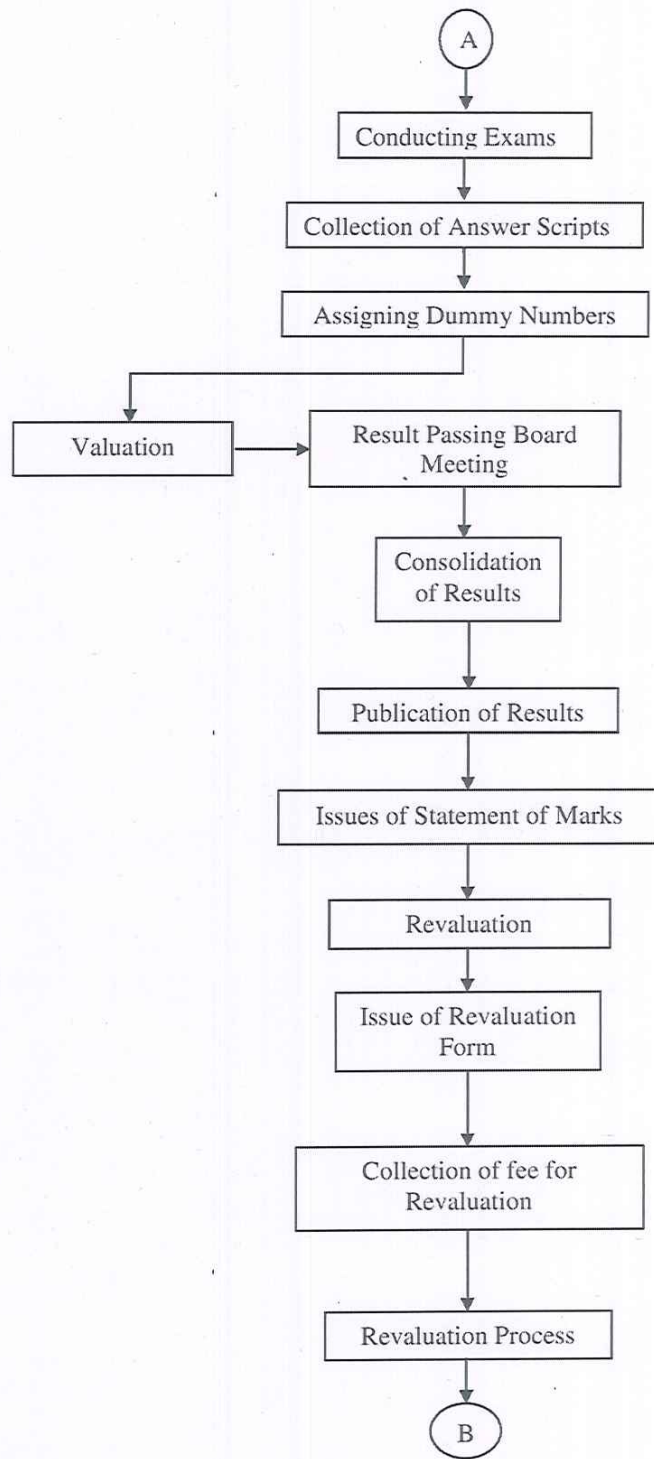 A
Conducting Exams
Collection of Answer Scripts
Assigning Dummy Numbers
Valuation
Result Passing Board
Meeting
Consolidation
of Results
Publication of Results
Issues of Statement of Marks
Revaluation
Issue of Revaluation
Form
Collection of fee for
Revaluation
Revaluation Process
B